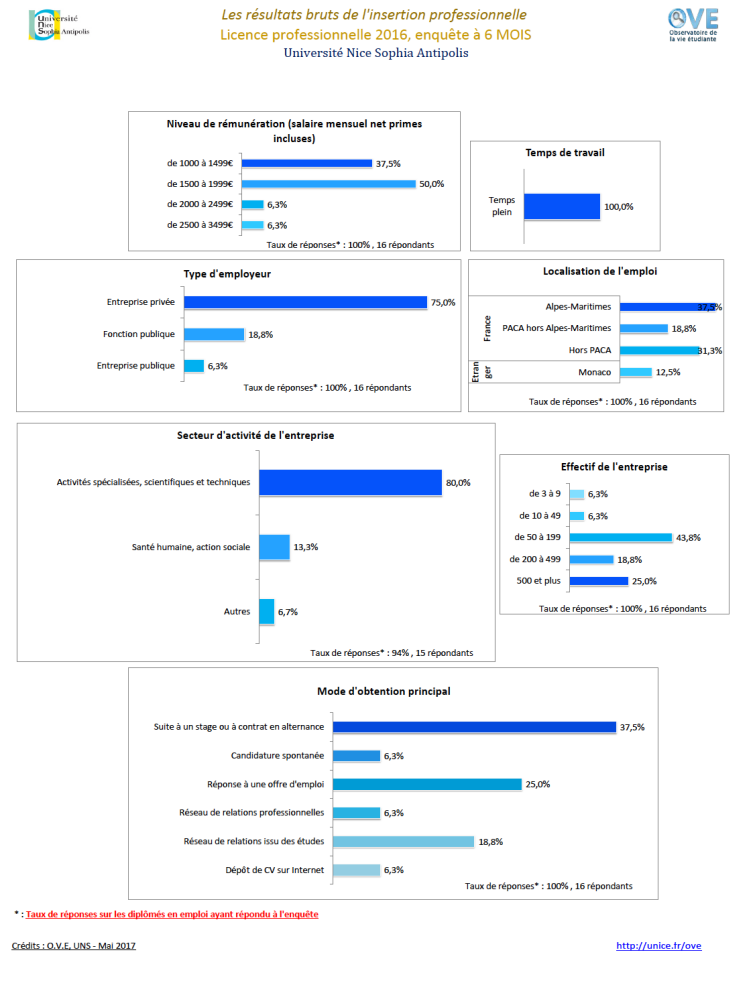 Université
Nice
Sophia Antipolis
Les résultats bruts de l'insertion professionnelle
Licence professionnelle 2016, enquête à 6 MOIS
Université Nice Sophia Antipolis
OVE
Observatoire de
la vie étudiante
Niveau de rémunération (salaire mensuel net primes
incluses)
de 1000 à 1499€ 37,5%
de 1500 à 1999€ 50,0%
de 2000 à 2499€ 6,3%
de 2500 à 3499€ 6,3%
Taux de réponses* : 100% , 16 répondants
Temps de travail
Temps
plein
100,0%
Type d'employeur
Entreprise privée 75,0%
Fonction publique 18,8%
Entreprise publique 6,3%
Taux de réponses* : 100% , 16 répondants
Localisation de l'emploi
France
Alpes-Maritimes 37,5%
PACA hors Alpes-Maritimes 18,8%
Hors PACA 31,3%
Etran
ger
Monaco 12,5%
Taux de réponses* : 100% , 16 répondants
Secteur d'activité de l'entreprise
Activités spécialisées, scientifiques et techniques 80,0%
Santé humaine, action sociale 13,3%
Autres 6,7%
Taux de réponses* : 94% , 15 répondants
Effectif de l'entreprise
de 3 à 9 6,3%
de 10 à 49 6,3%
de 50 à 199 43,8%
de 200 à 499 18,8%
500 et plus 25,0%
Taux de réponses* : 100% , 16 répondants
Mode d'obtention principal
Suite à un stage ou à contrat en alternance 37,5%
Candidature spontanée 6,3%
Réponse à une offre d'emploi 25,0%
Réseau de relations professionnelles 6,3%
Réseau de relations issu des études 18,8%
Dépôt de CV sur Internet 6,3%
Taux de réponses* : 100% , 16 répondants
* : Taux de réponses sur les diplômés en emploi ayant répondu à l'enquête
Crédits : O.V.E, UNS - Mai 2017
http://unice.fr/ove